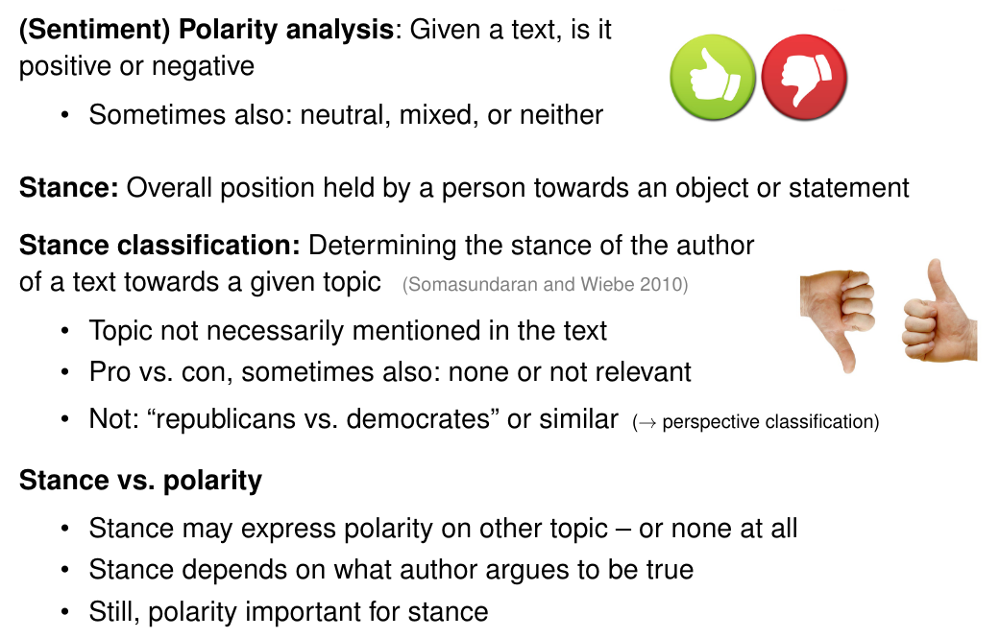 (Sentiment) Polarity analysis: Given a text, is it
positive or negative
• Sometimes also: neutral, mixed, or neither
Stance: Overall position held by a person towards an object or statement
Stance classification: Determining the stance of the author
of a text towards a given topic (Somasundaran and Wiebe 2010)
• Topic not necessarily mentioned in the text
• Pro vs. con, sometimes also: none or not relevant
• Not: “republicans vs. democrats” or similar (→ perspective classification)
Stance vs. polarity
• Stance may express polarity on other topic – or none at all
• Stance depends on what author argues to be true
• Still, polarity important for stance